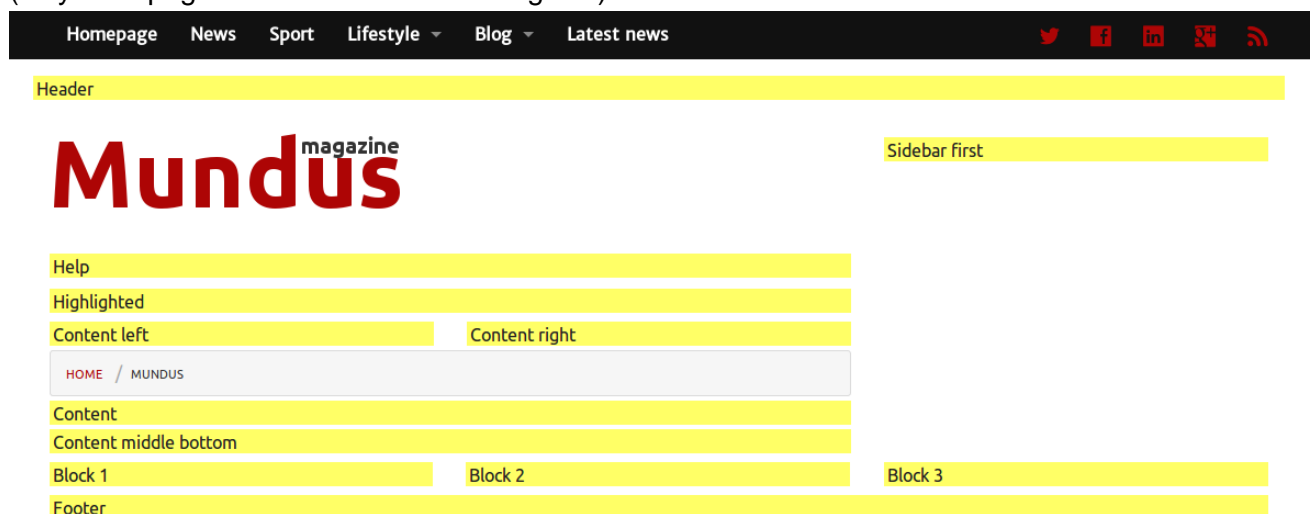 Homepage News Sport Lifestyle Blog Latest news
Header
Mundus magazine
Sidebar first
Help
Highlighted
Content left Content right
HOME / MUNDUS
Content
Content middle bottom
Block 1 Block 2 Block 3
Footer